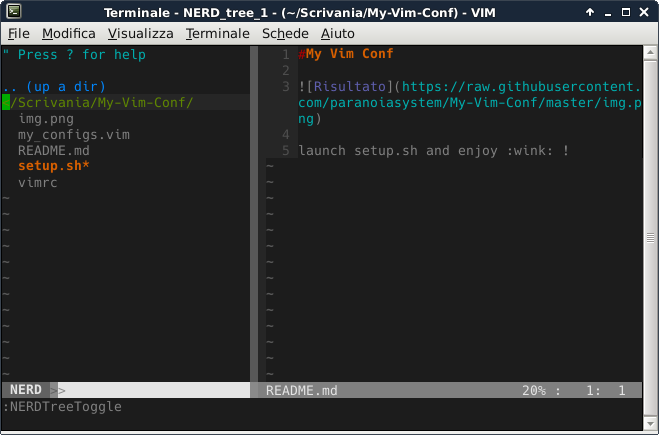 Terminale - NERD_tree_1 - (~/Scrivania/My-Vim-Conf) - VIM
File Modifica Visualizza Terminale Schede Aiuto
" Press ? for help
.. (up a dir)
/Scrivania/My-Vim-Conf/
img.png
my_configs.vim
README.md
setup.sh*
vimrc
~
~
~
~
~
~
~
~
~
~
~
~
1 #My Vim Conf
2
3 ![Risultato](https://raw.githubusercontent.
com/paranoiasystem/My-Vim-Conf/master/img.p
ng)
4
5 launch setup.sh and enjoy :wink: !
~
~
~
~
~
~
~
~
~
~
~
~
~
~
NERD >>
README.md 20% : 1: 1
:NERDTreeToggle